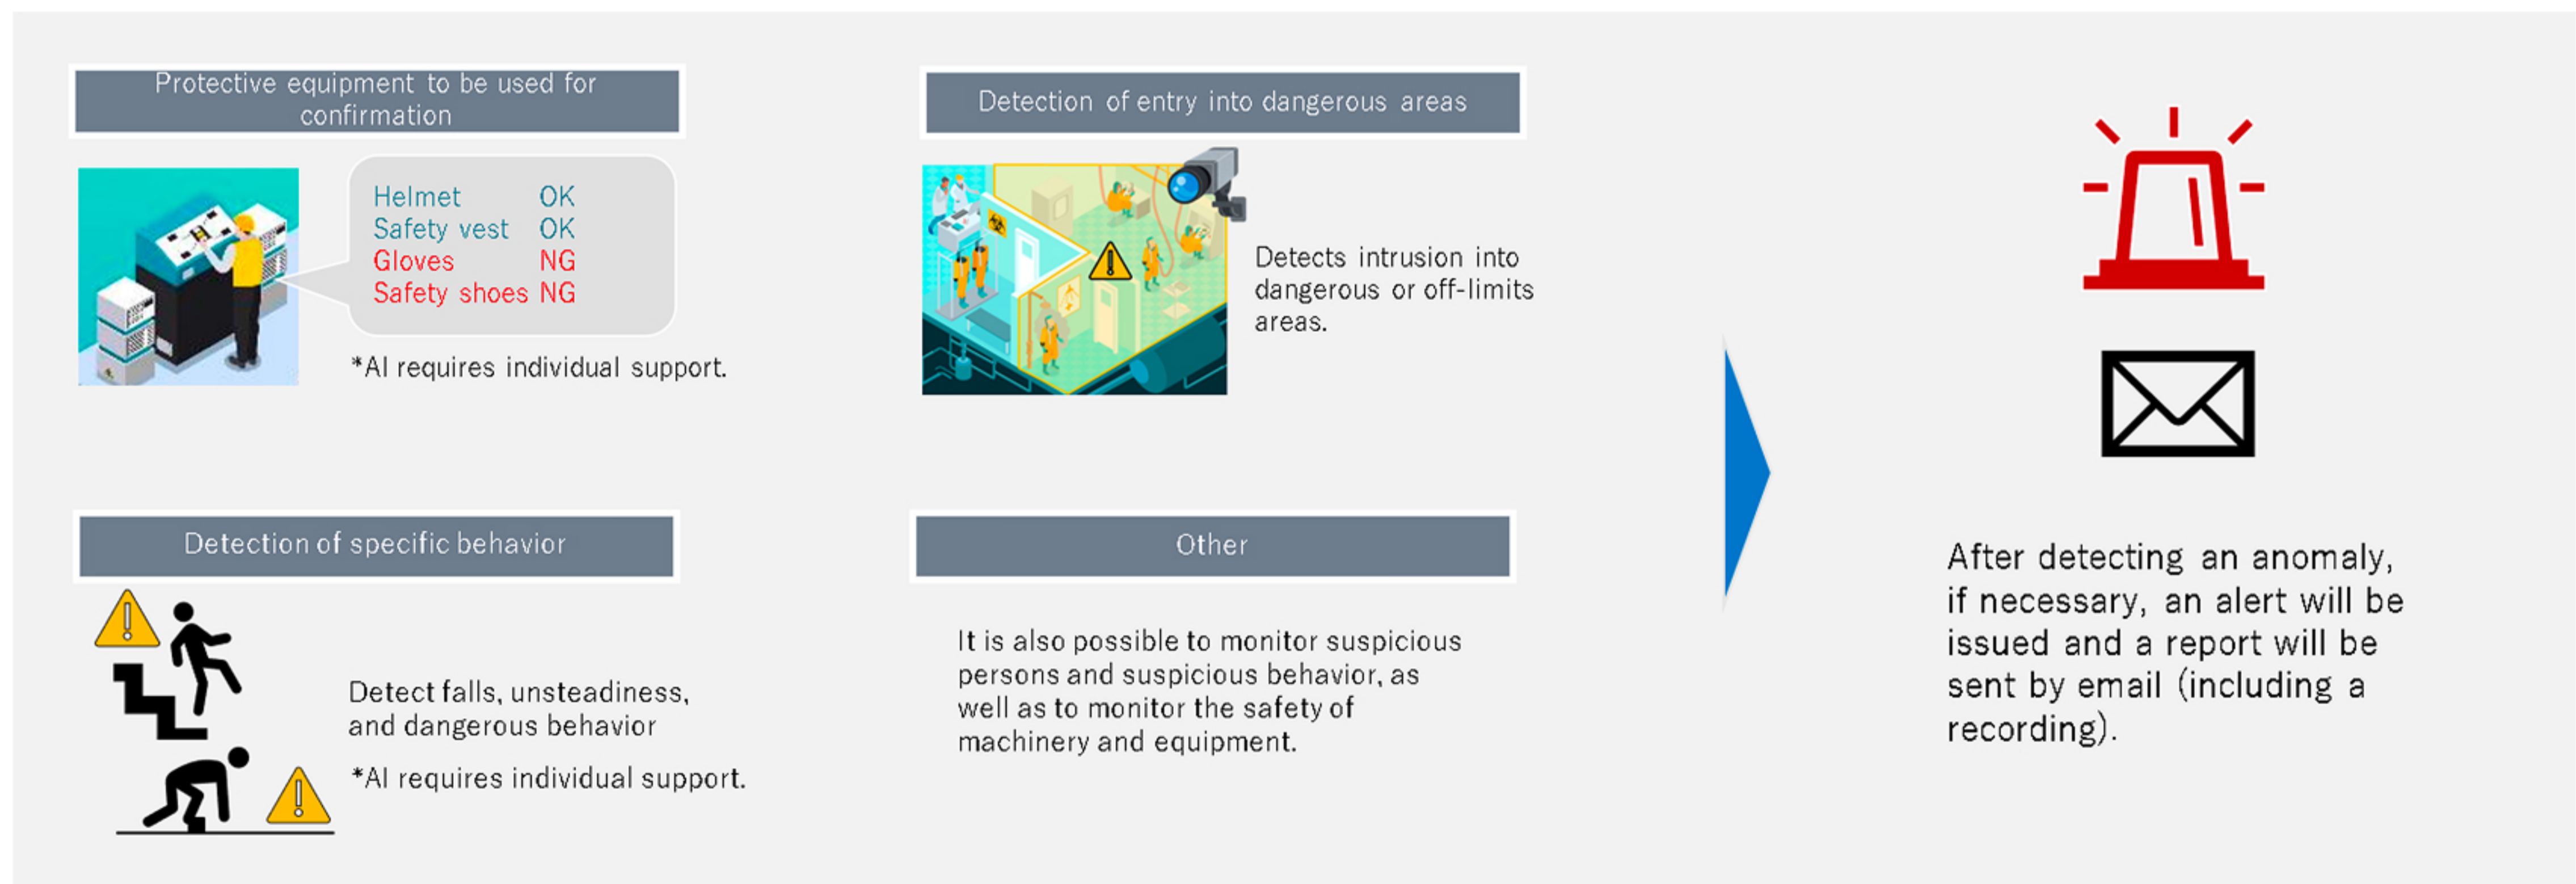 Protective equipment to be used for
confirmation
Helmet OK
Safety vest OK
Gloves NG
Safety shoes NG
*AI requires individual support.
Detection of entry into dangerous areas
Detects intrusion into
dangerous or off-limits
areas.
Detection of specific behavior
Detect falls, unsteadiness,
and dangerous behavior
*AI requires individual support.
Other
It is also possible to monitor suspicious
persons and suspicious behavior, as
well as to monitor the safety of
machinery and equipment.
After detecting an anomaly,
if necessary, an alert will be
issued and a report will be
sent by email (including a
recording).